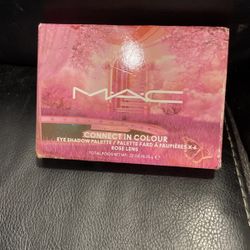 MAC
CONNECT IN COLOUR
EYE SHADOW PALETTE / PALETTE FARD À PAUPIÈRES X 6
ROSE LENS